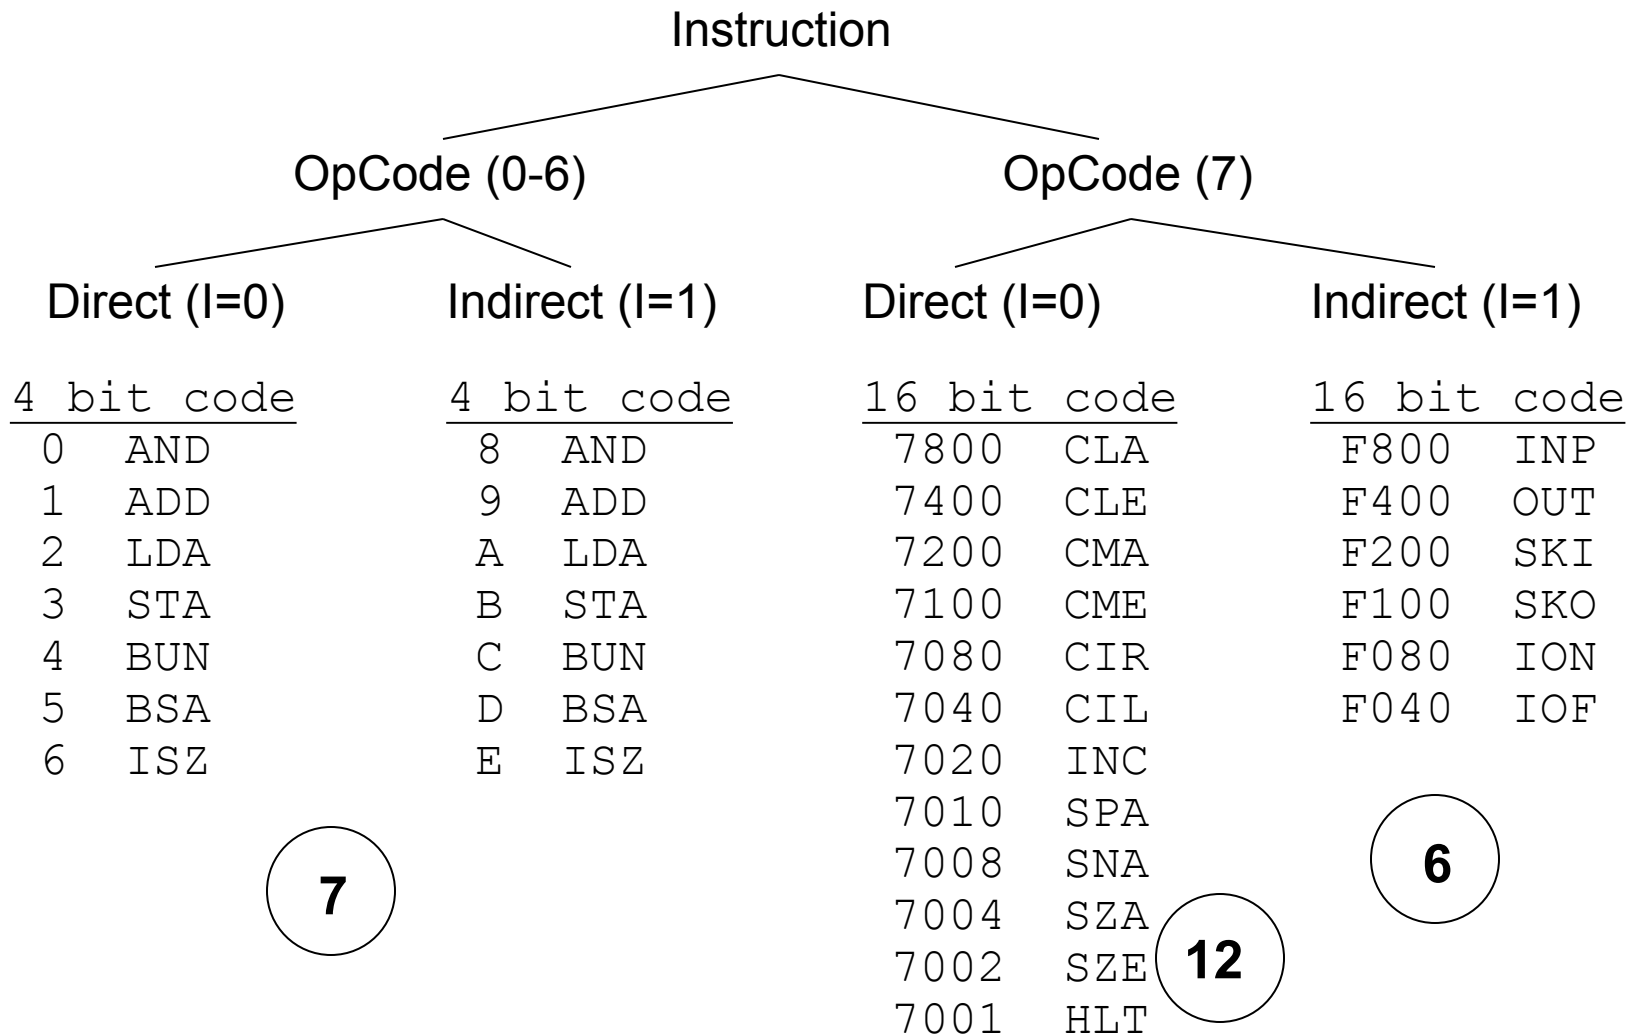 Instruction
OpCode (0-6) OpCode (7)
Direct (I=0) Indirect (I=1) Direct (I=0) Indirect (I=1)
4 bit code 4 bit code 16 bit code 16 bit code
0 AND 8 AND 7800 CLA F800 INP
1 ADD 9 ADD 7400 CLE F400 OUT
2 LDA A LDA 7200 CMA F200 SKI
3 STA B STA 7100 CME F100 SKO
4 BUN C BUN 7080 CIR F080 ION
5 BSA D BSA 7040 CIL F040 IOF
6 ISZ E ISZ 7020 INC
7010 SPA
7008 SNA
7 6
7004 SZA
7002 SZE 12
7001 HLT